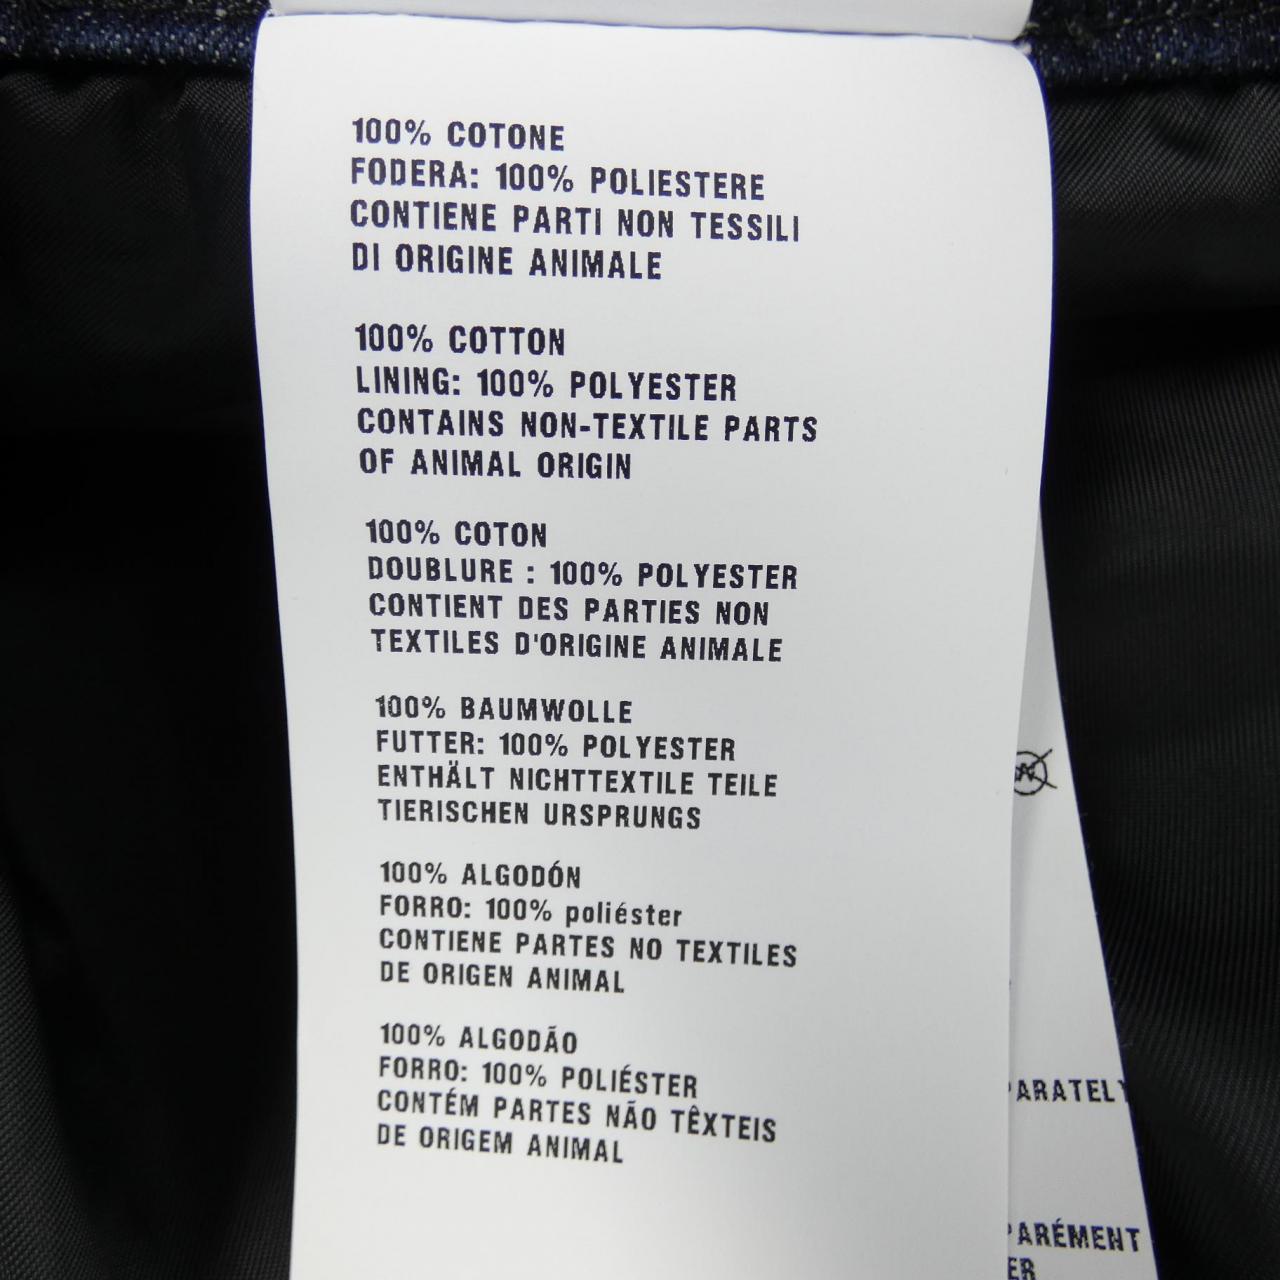 100% COTONE
FODERA: 100% POLIESTERE
CONTIENE PARTI NON TESSILI
DI ORIGINE ANIMALE
100% COTTON
LINING: 100% POLYESTER
CONTAINS NON-TEXTILE PARTS
OF ANIMAL ORIGIN
100% COTON
DOUBLURE : 100% POLYESTER
CONTIENT DES PARTIES NON
TEXTILES D'ORIGINE ANIMALE
100% BAUMWOLLE
FUTTER: 100% POLYESTER
ENTHÄLT NICHTTEXTILE TEILE
TIERISCHEN URSPRUNGS
100% ALGODÓN
FORRO: 100% poliéster
CONTIENE PARTES NO TEXTILES
DE ORIGEN ANIMAL
100% ALGODÃO
FORRO: 100% POLIÉSTER
CONTÉM PARTES NÃO TÊXTEIS
DE ORIGEM ANIMAL
W
ARATELY
ARÉMENT
ER